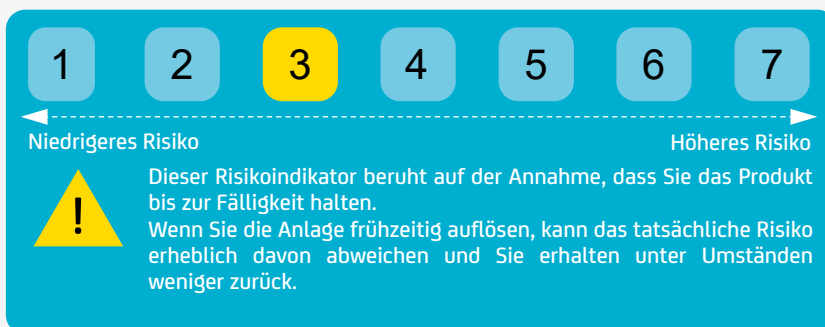 1 2 3 4 5 6 7
Niedrigeres Risiko Höheres Risiko
Dieser Risikoindikator beruht auf der Annahme, dass Sie das Produkt
bis zur Fälligkeit halten.
Wenn Sie die Anlage frühzeitig auflösen, kann das tatsächliche Risiko
erheblich davon abweichen und Sie erhalten unter Umständen
weniger zurück.
!